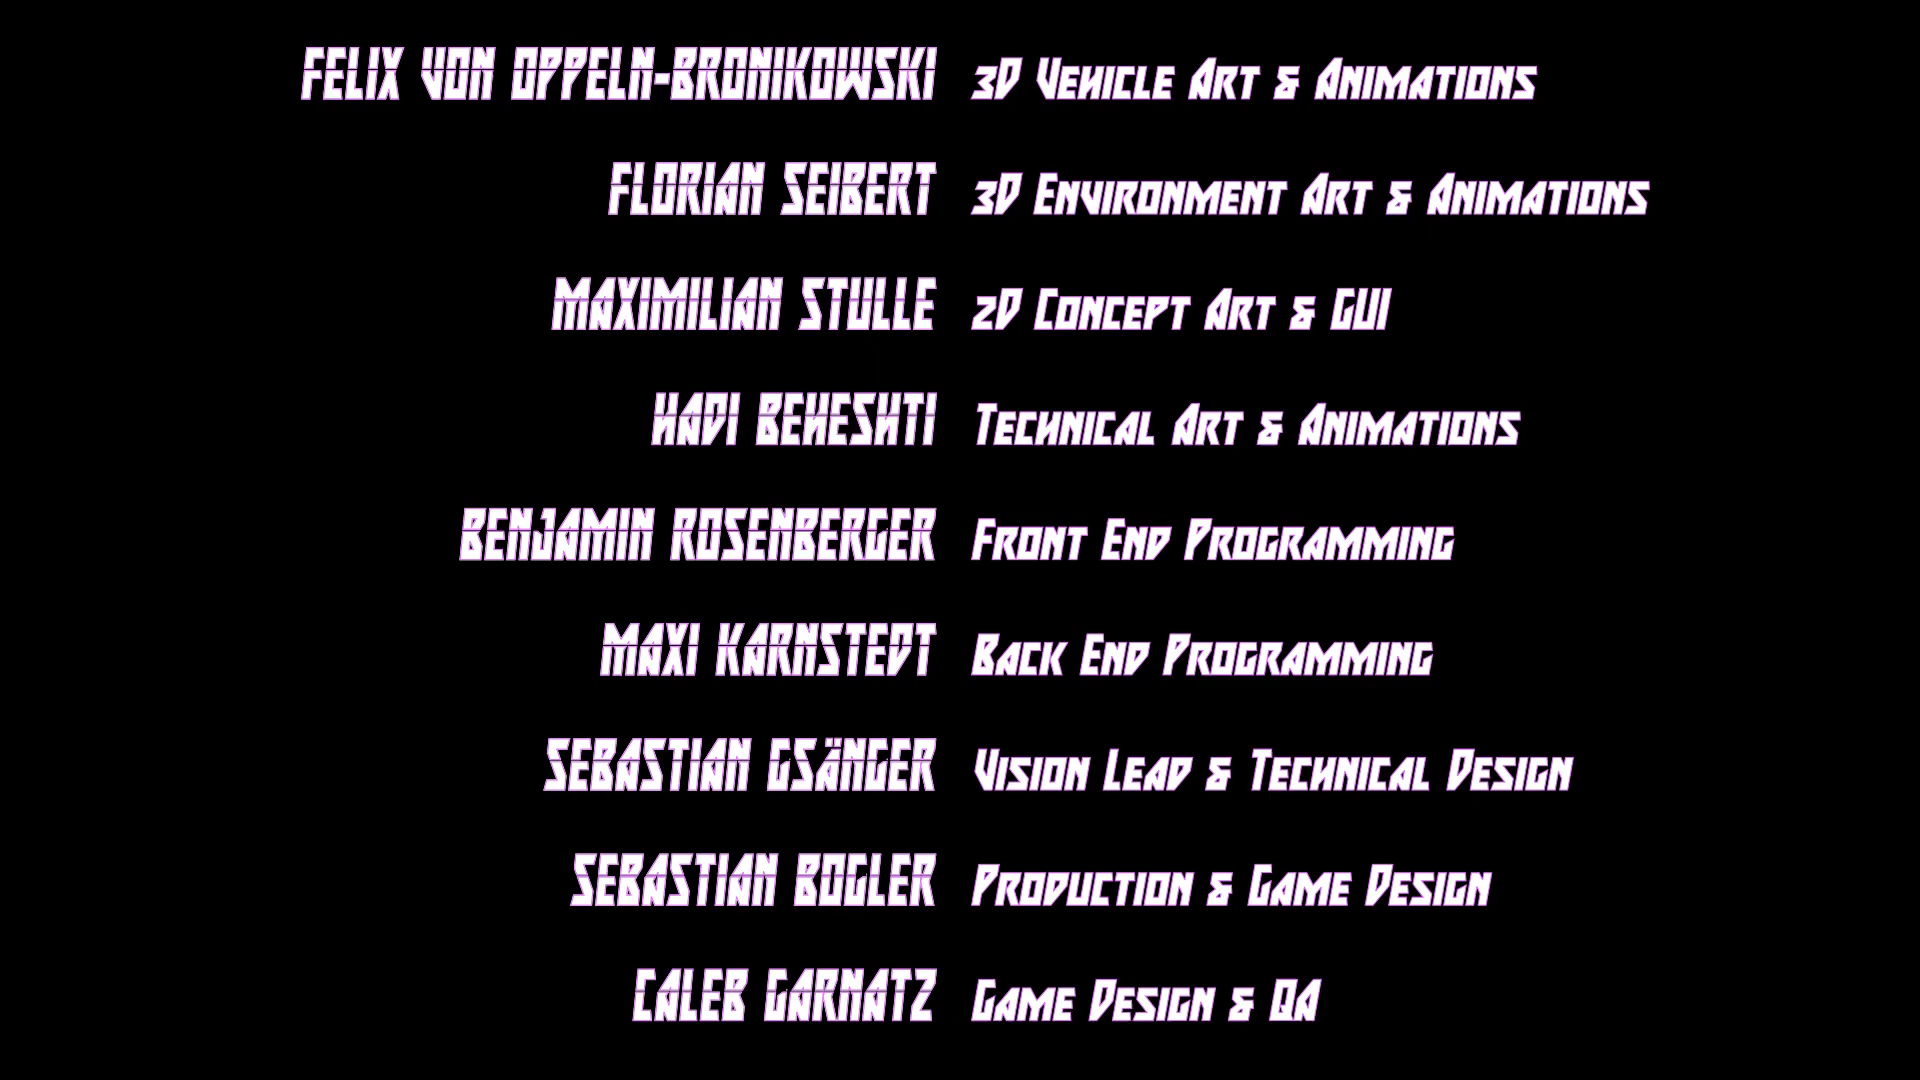 FELIX VON OPPELN-BRONIKOWSKI 3D Vehicle Art & Animations
FLORIAN SEIBERT 3D Environment Art & Animations
MAXIMILIAN STULLE 2D Concept Art & GUI
HADI BEHESHTI Technical Art & Animations
BENJAMIN ROSENBERGER Front End Programming
MAXI KARNSTEDT Back End Programming
SEBASTIAN GSÄNGER Vision Lead & Technical Design
SEBASTIAN BOGLER Production & Game Design
CALEB GARNATZ Game Design & QA